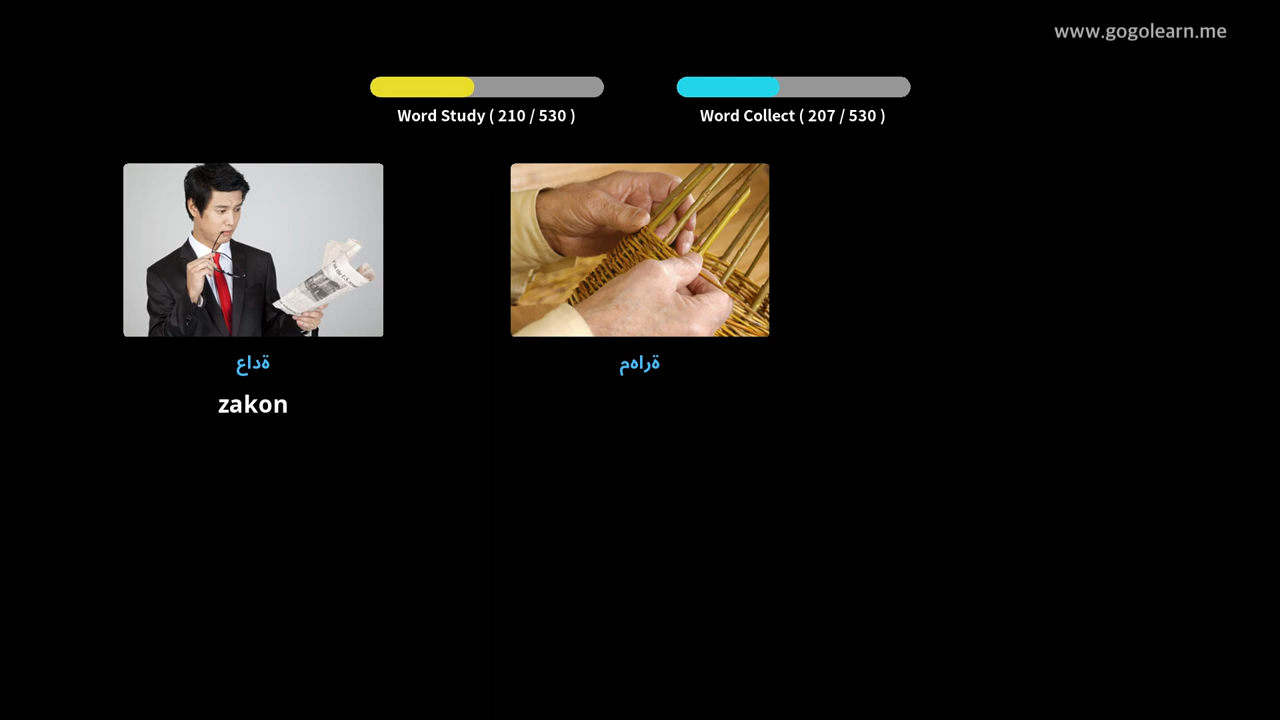 www.gogolearn.me
Word Study ( 210 / 530 )
Word Collect ( 207 / 530 )
ةداع
zakon
ةراهم